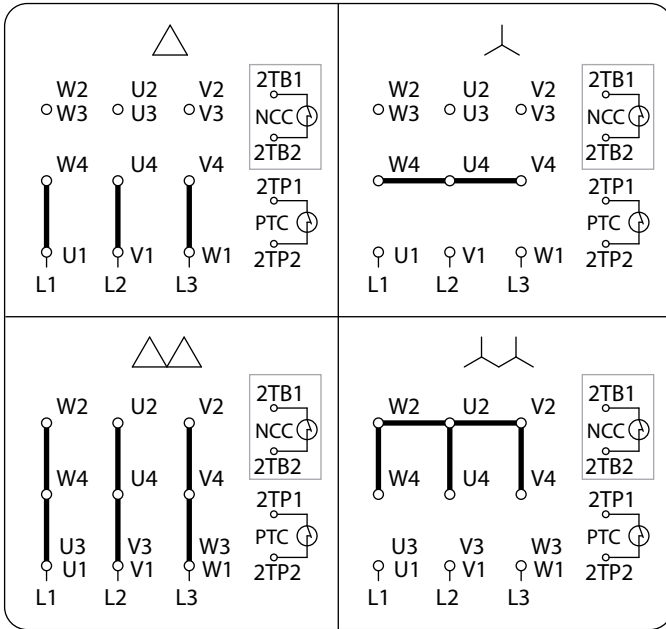 W2 U2 V2
W3 U3 V3
W4 U4 V4
U1 V1 W1
L1 L2 L3
2TB1
NCC
2TB2
2TP1
PTC
2TP2
W2 U2 V2
W3 U3 V3
W4 U4 V4
U1 V1 W1
L1 L2 L3
2TB1
NCC
2TB2
2TP1
PTC
2TP2
W2 U2 V2
W4 U4 V4
U3 V3 W3
U1 V1 W1
L1 L2 L3
2TB1
NCC
2TB2
2TP1
PTC
2TP2
W2 U2 V2
W4 U4 V4
U3 V3 W3
U1 V1 W1
L1 L2 L3
2TB1
NCC
2TB2
2TP1
PTC
2TP2